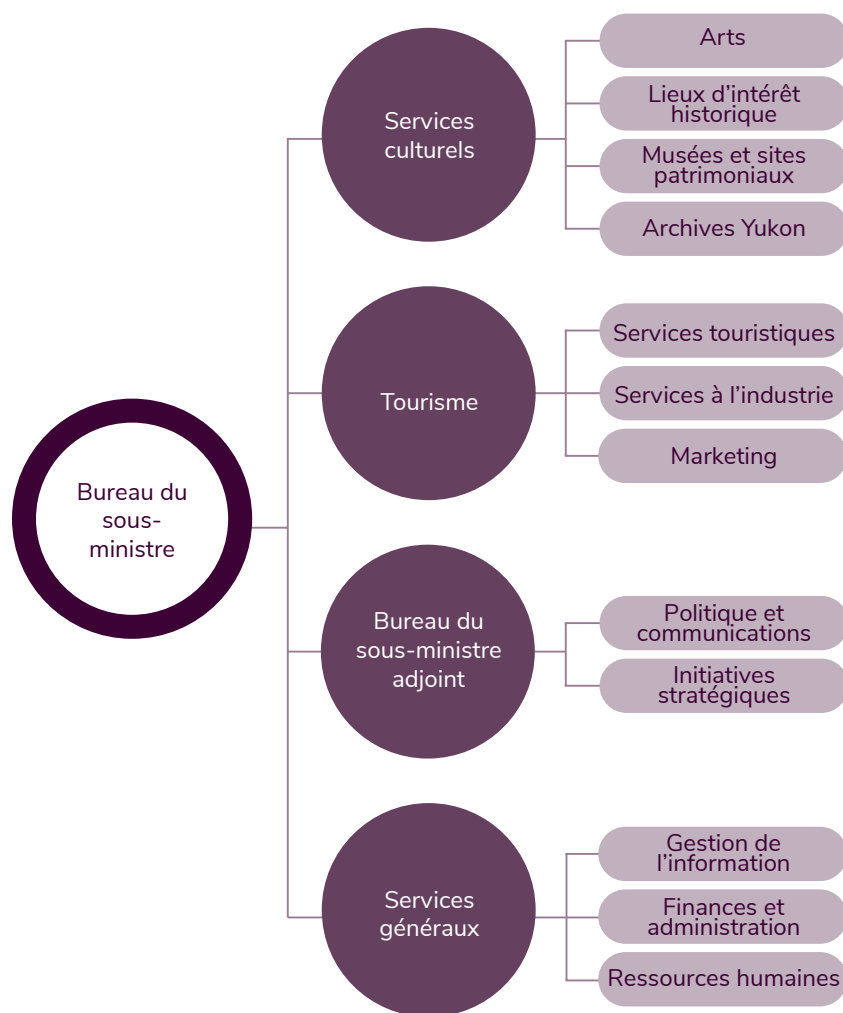 Bureau du
sous-
ministre
Services
culturels
Arts
Lieux d'intérêt
historique
Musées et sites
patrimoniaux
Archives Yukon
Tourisme
Services touristiques
Services à l'industrie
Marketing
Bureau du
sous-ministre
adjoint
Politique et
communications
Initiatives
stratégiques
Services
généraux
Gestion de
l'information
Finances et
administration
Ressources humaines